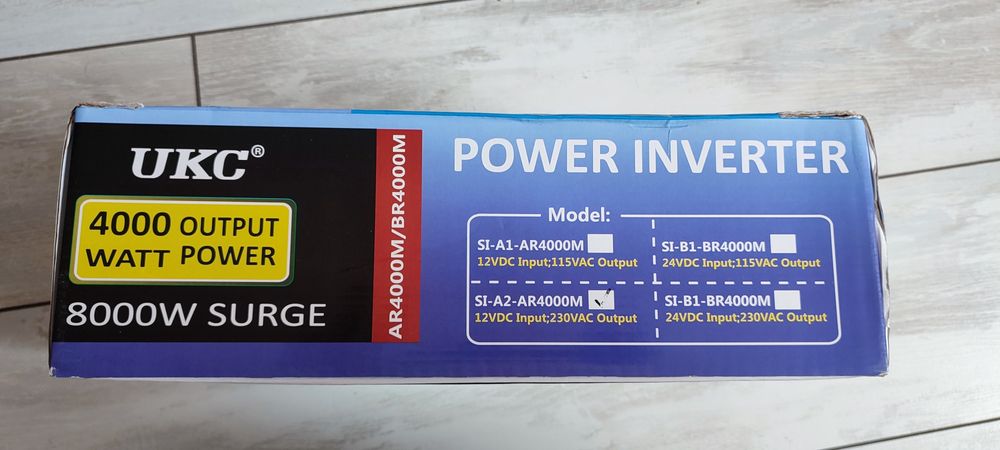 UKC®
4000 OUTPUT
WATT POWER
8000W SURGE
AR4000M/BR4000M
POWER INVERTER
Model:
SI-A1-AR4000M
12VDC Input;115VAC Output
SI-B1-BR4000M
24VDC Input;115VAC Output
SI-A2-AR4000M
12VDC Input;230VAC Output
SI-B1-BR4000M
24VDC Input;230VAC Output